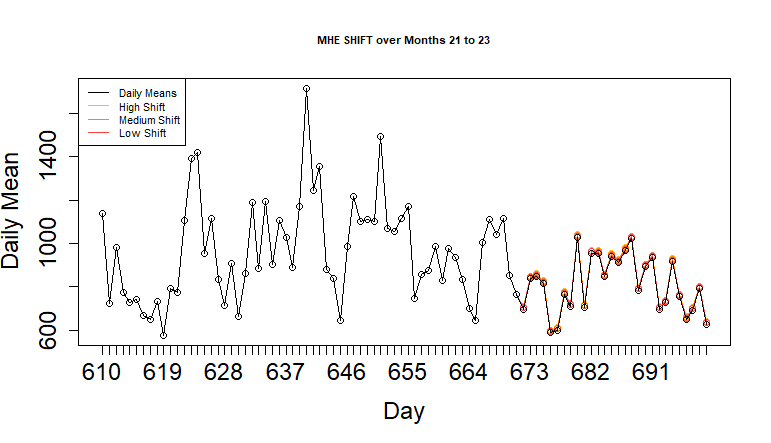 MHE SHIFT over Months 21 to 23
Daily Means
High Shift
Medium Shift
Low Shift
Daily Mean
1400
1000
600
610 619 628 637 646 655 664 673 682 691
Day